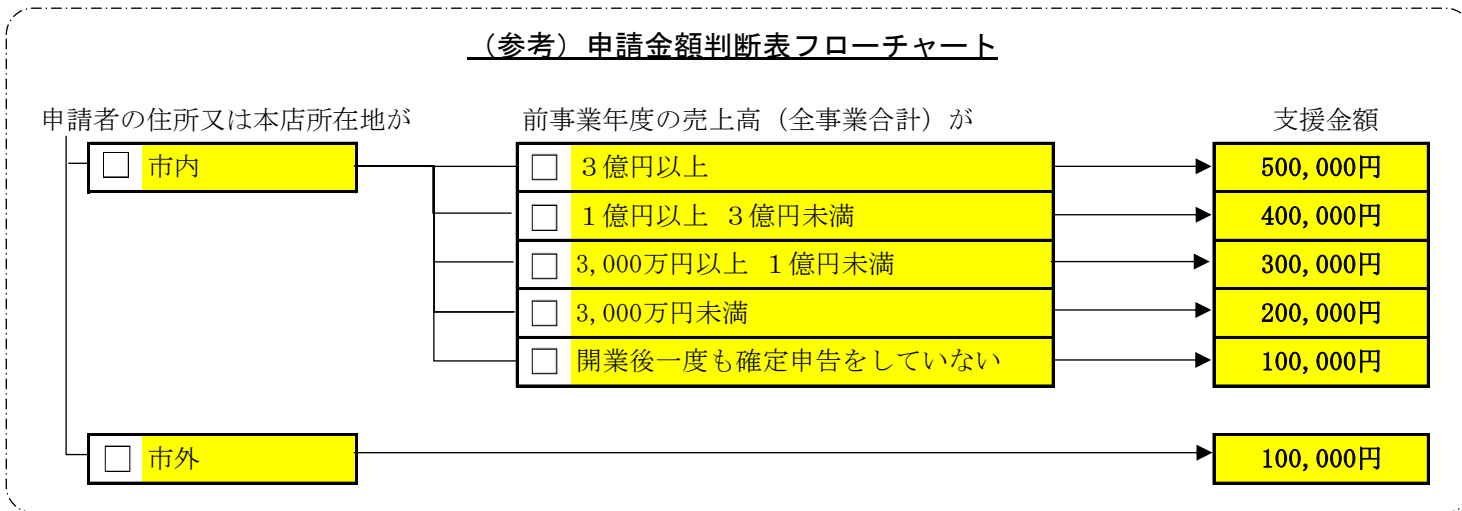 （参考）申請金額判断表フローチャート
申請者の住所又は本店所在地が 前事業年度の売上高（全事業合計）が 支援金額
□ 市内 □ ３億円以上 500,000円
□ １億円以上 ３億円未満 400,000円
□ 3,000万円以上 １億円未満 300,000円
□ 3,000万円未満 200,000円
□ 開業後一度も確定申告をしていない 100,000円
□ 市外 100,000円